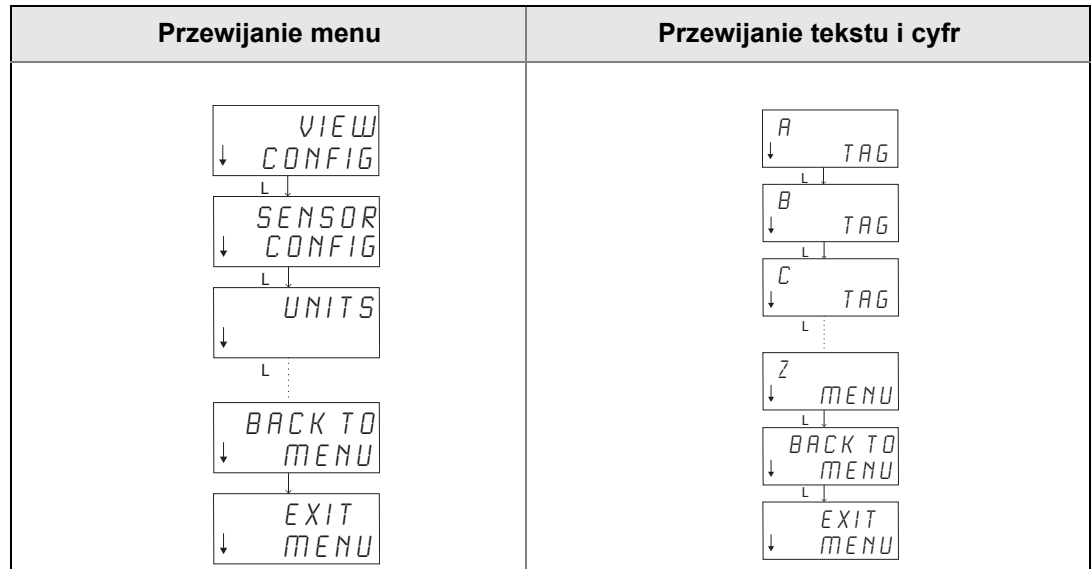 Przewijanie menu
VIEW
↓ CONFIG
L
SENSOR
↓ CONFIG
L
UNITS
↓
L
BACK TO
↓ MENU
EXIT
↓ MENU
Przewijanie tekstu i cyfr
A
↓ TAG
L
B
↓ TAG
L
C
↓ TAG
L
Z
↓ MENU
L
BACK TO
↓ MENU
L
EXIT
↓ MENU